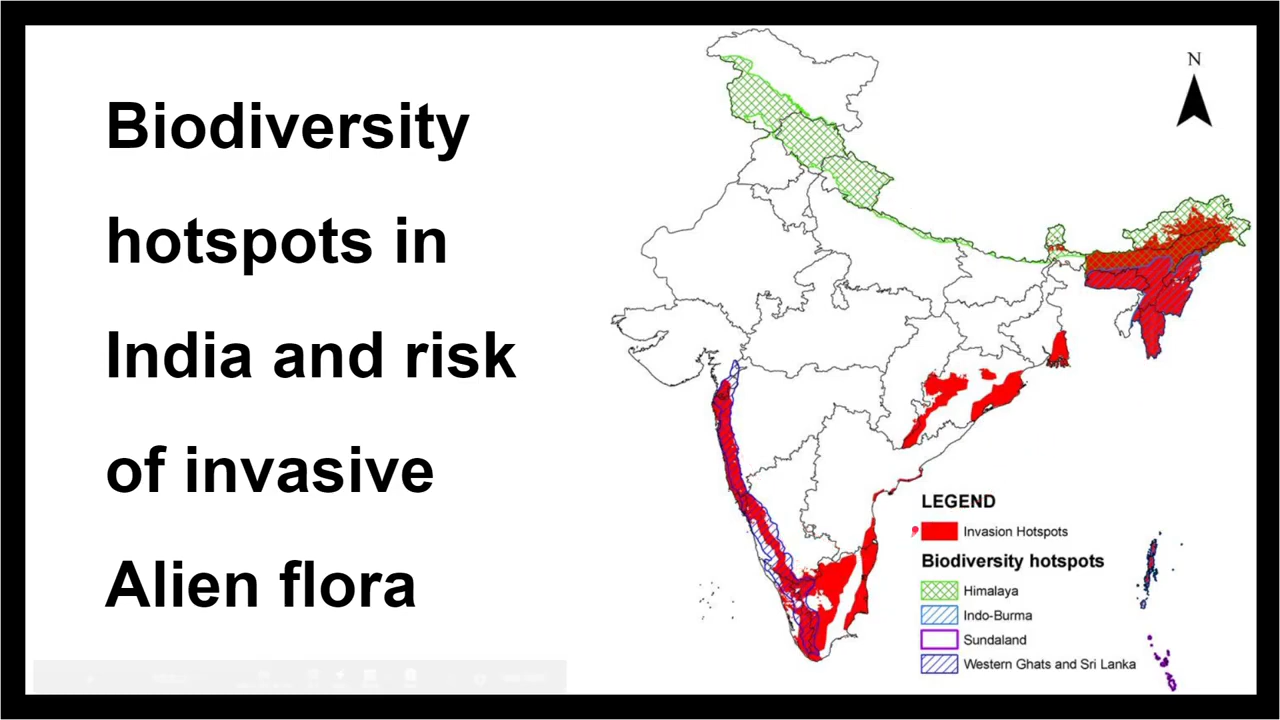 Biodiversity
hotspots in
India and risk
of invasive
Alien flora
N
LEGEND
Invasion Hotspots
Biodiversity hotspots
Himalaya
Indo-Burma
Sundaland
Western Ghats and Sri Lanka